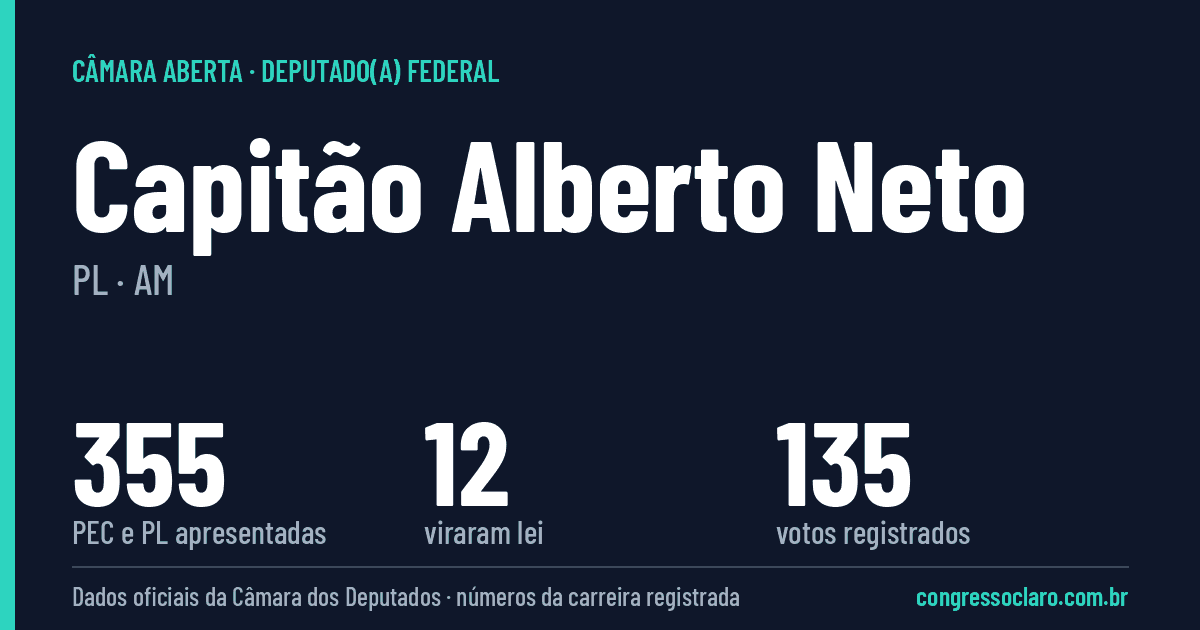 CÂMARA ABERTA · DEPUTADO(A) FEDERAL
Capitão Alberto Neto
PL · AM
355 12 135
PEC e PL apresentadas viraram lei votos registrados
Dados oficiais da Câmara dos Deputados · números da carreira registrada congressoclaro.com.br